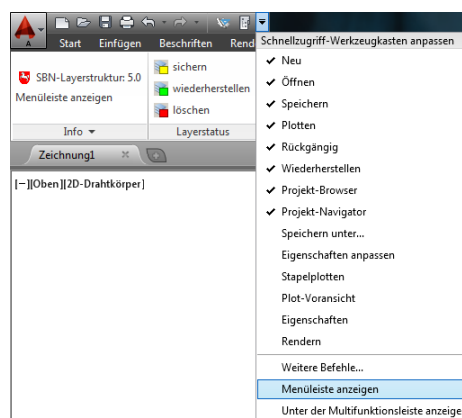 A
Start Einfügen Beschriften Rend
SBN-Layerstruktur: 5.0
Menüleiste anzeigen
Info
sichern
wiederherstellen
löschen
Layerstatus
Zeichnung1
[−][Oben][2D-Drahtkörper]
Schnellzugriff-Werkzeugkasten anpassen
Neu
Öffnen
Speichern
Plotten
Rückgängig
Wiederherstellen
Projekt-Browser
Projekt-Navigator
Speichern unter...
Eigenschaften anpassen
Stapelplotten
Plot-Voransicht
Eigenschaften
Rendern
Weitere Befehle...
Menüleiste anzeigen
Unter der Multifunktionsleiste anzeige